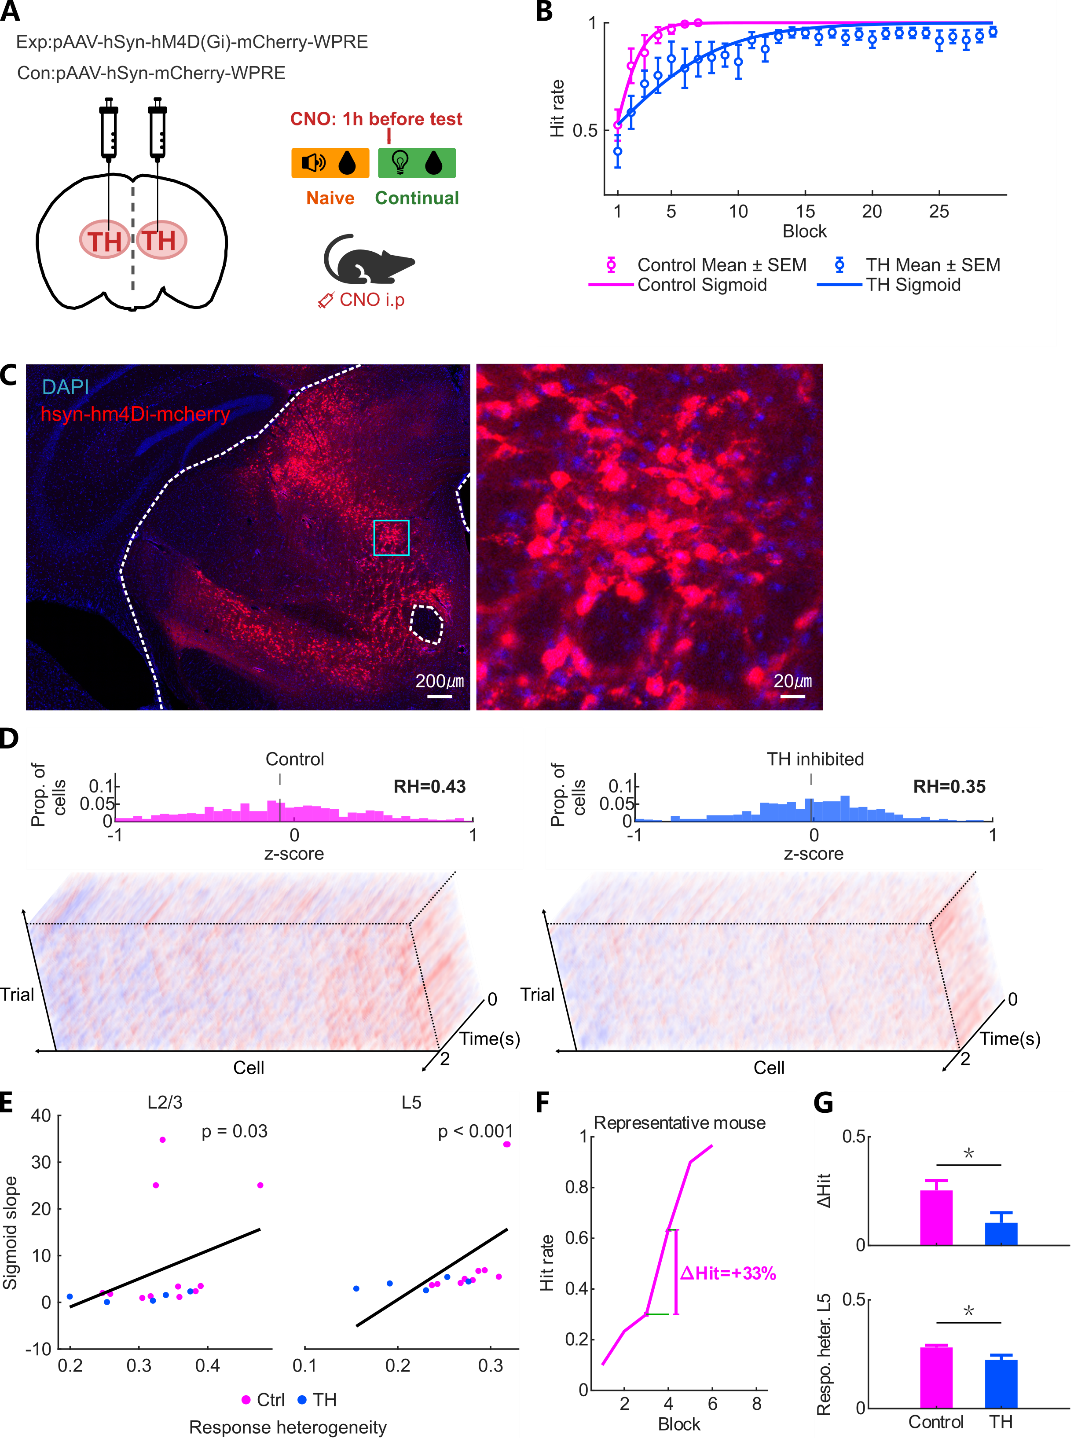 A
Exp:pAAV-hSyn-hM4D(Gi)-mCherry-WPRE
Con:pAAV-hSyn-mCherry-WPRE
CNO: 1h before test
Naive Continual
TH TH
CNO i.p
B
Hit rate
1
0.5
1 5 10 15 20 25
Block
Control Mean ± SEM TH Mean ± SEM
Control Sigmoid TH Sigmoid
C
DAPI
hsyn-hm4Di-mcherry
200㎛
20㎛
D
Control
RH=0.43
Prop. of
cells
0.1
0.05
0
-1 0 1
z-score
Trial
Cell
Time(s)
0
2
TH inhibited
RH=0.35
Prop. of
cells
0.1
0.05
0
-1 0 1
z-score
Trial
Cell
Time(s)
0
2
E
L2/3 L5
p = 0.03 p < 0.001
Sigmoid slope
40
30
20
10
0
-10
0.2 0.3 0.4 0.1 0.2 0.3
Ctrl TH
Response heterogeneity
F
Representative mouse
Hit rate
1
0.8
0.6
0.4
0.2
0
ΔHit=+33%
2 4 6 8
Block
G
ΔHit
0.5
0
*
Respo. heter. L5
0.5
0
*
Control TH